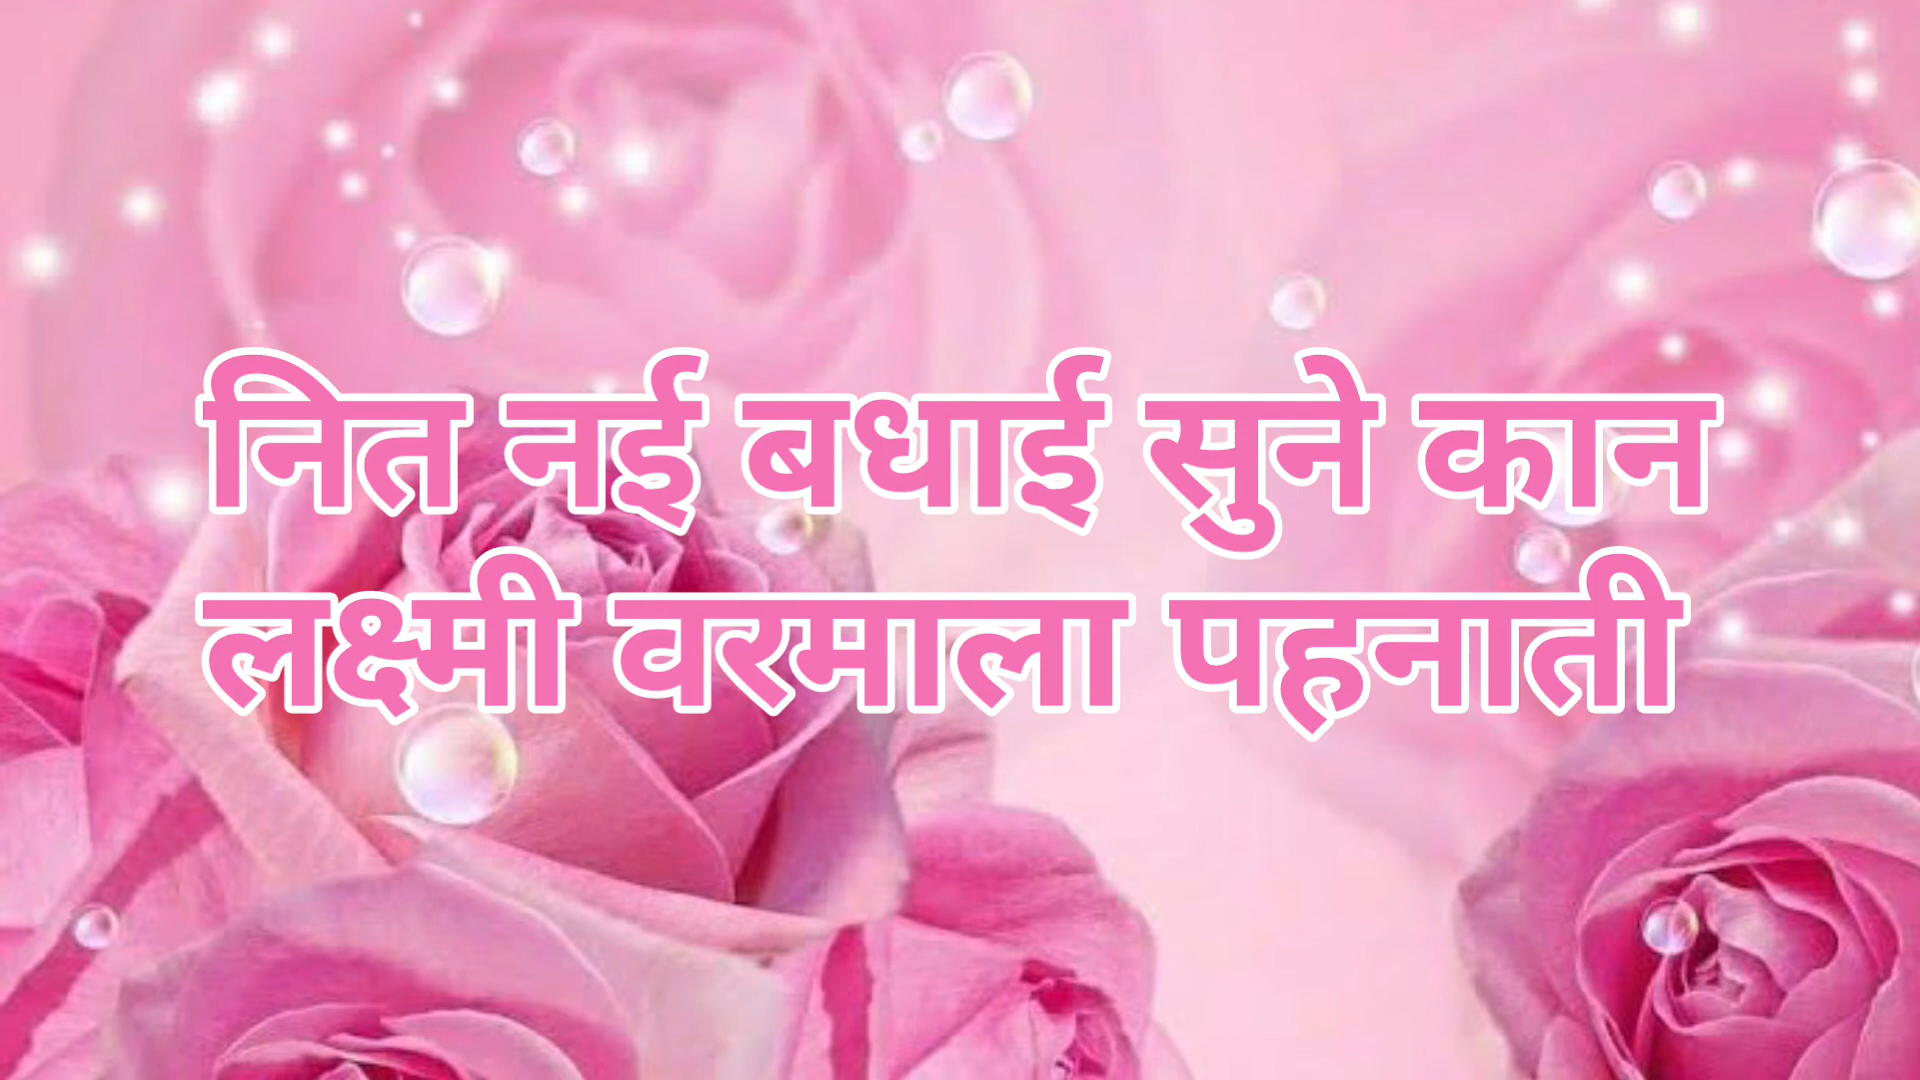 नित नई बधाई सुने कान
लक्ष्मी वरमाला पहनाती